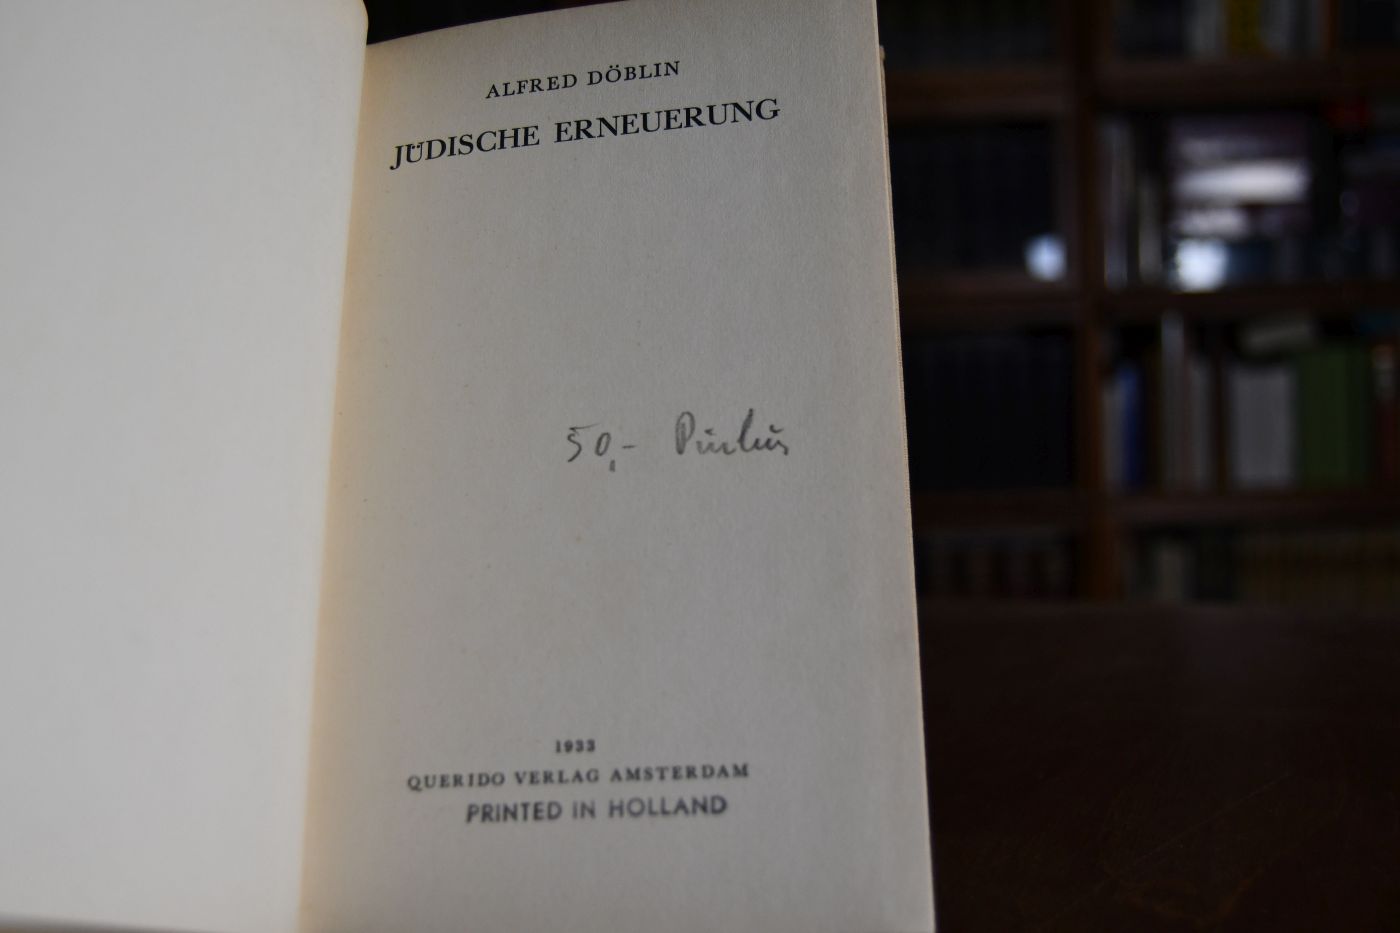 ALFRED DÖBLIN
JÜDISCHE ERNEUERUNG
50,-
1933
QUERIDO VERLAG AMSTERDAM
PRINTED IN HOLLAND